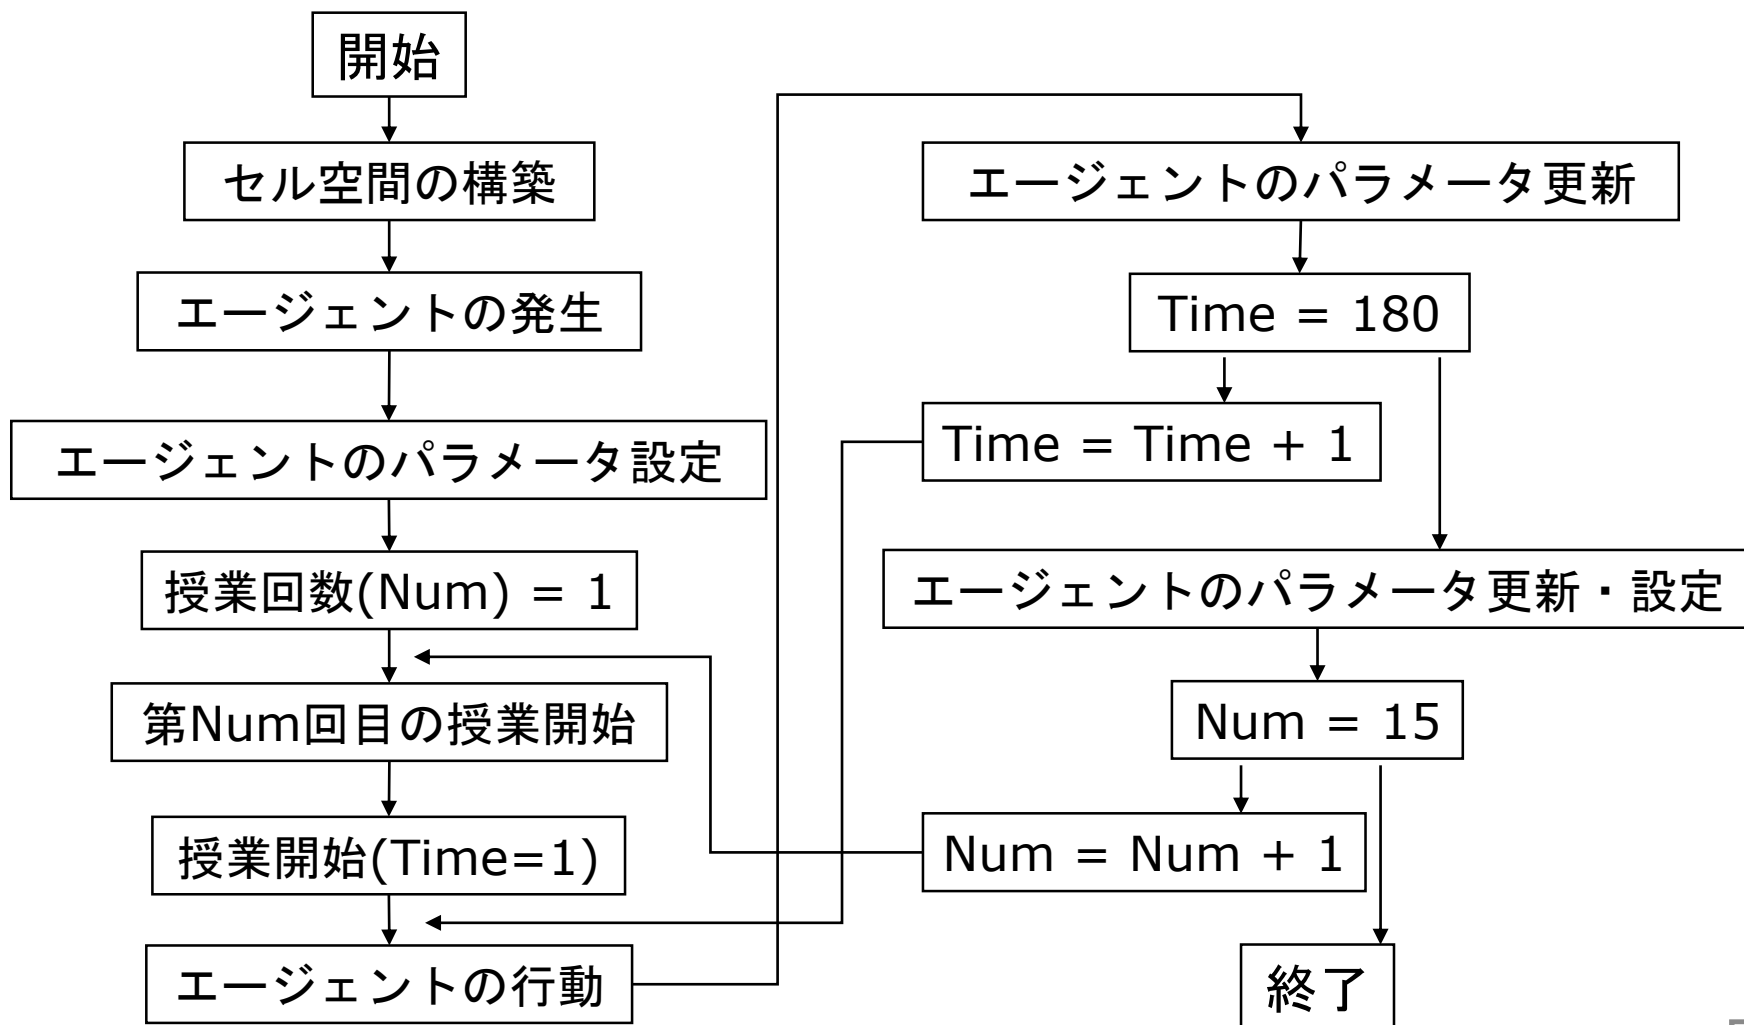 開始
セル空間の構築
エージェントの発生
エージェントのパラメータ設定
授業回数(Num) = 1
第Num回目の授業開始
授業開始(Time=1)
エージェントの行動
エージェントのパラメータ更新
Time = 180
Time = Time + 1
エージェントのパラメータ更新・設定
Num = 15
Num = Num + 1
終了